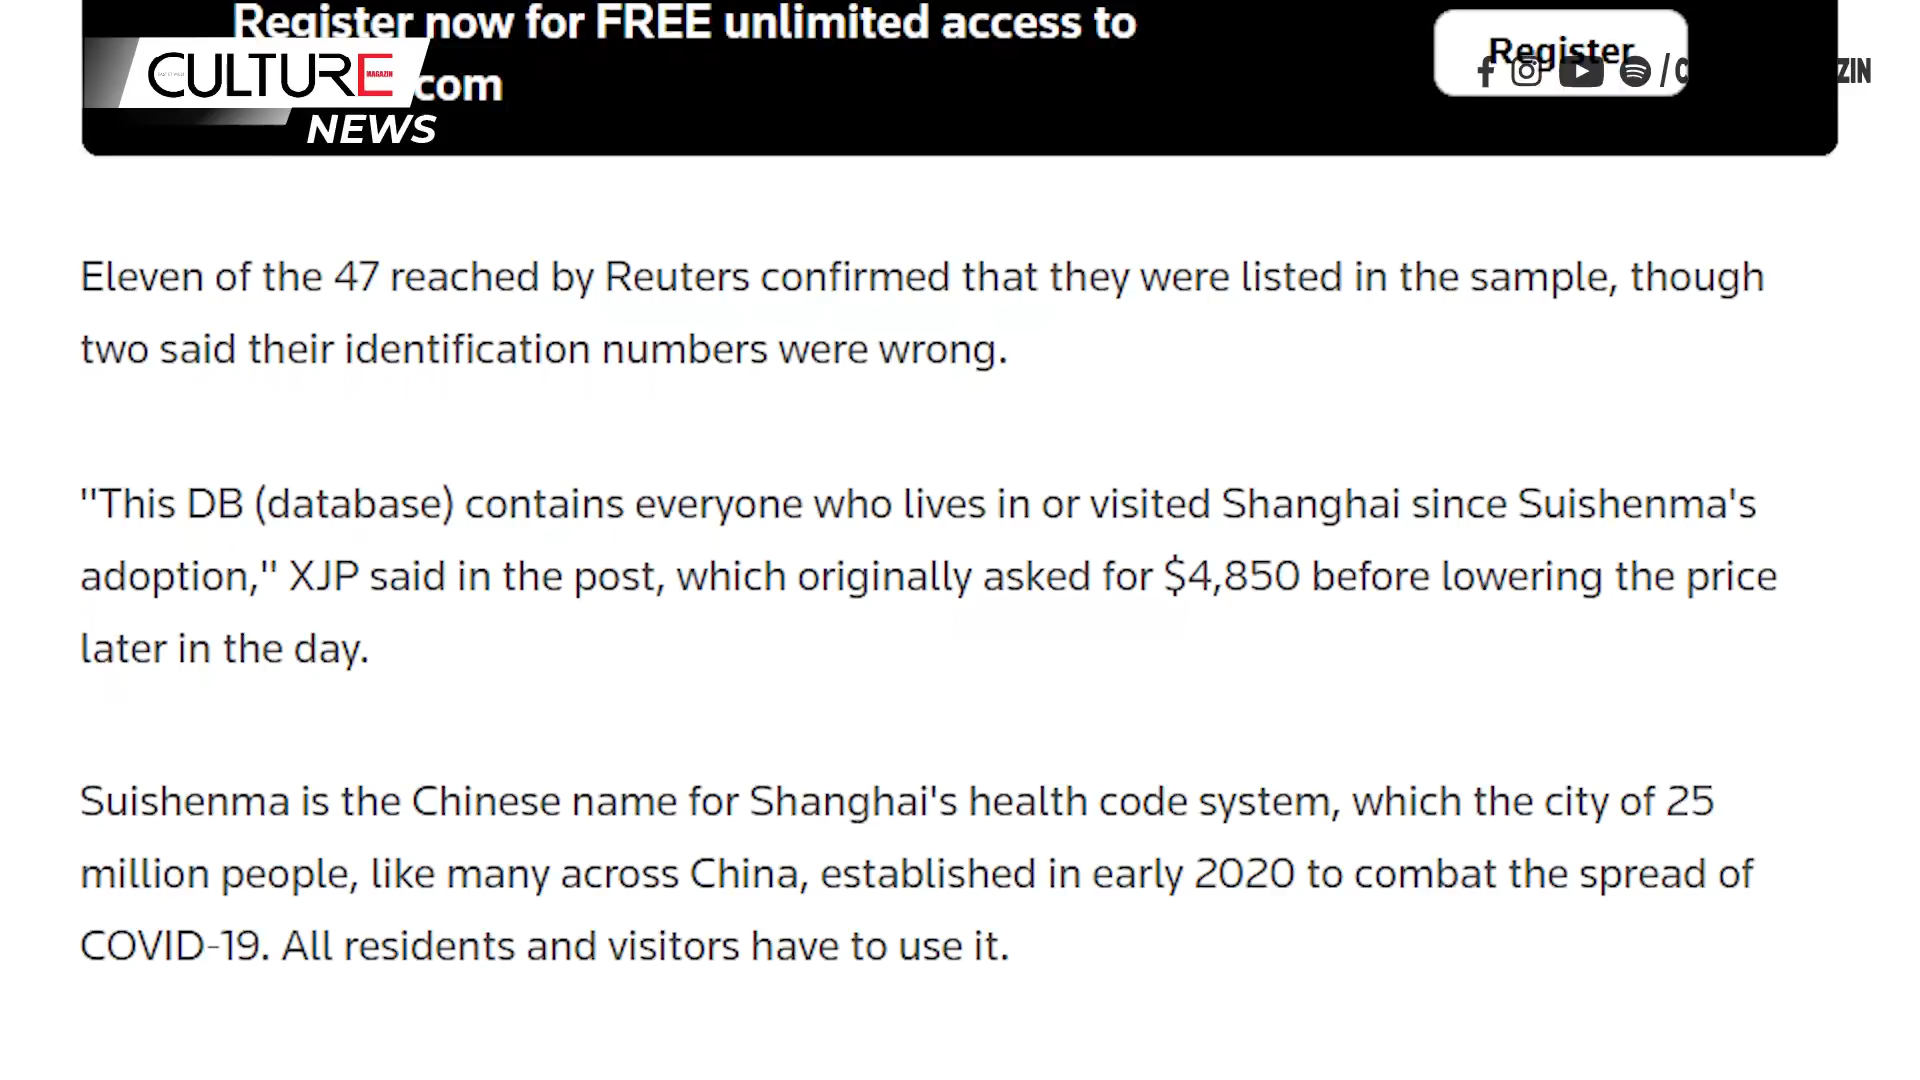 Register now for FREE unlimited access to
com
Register
CULTURE
MAGAZIN
NEWS
ZIN
Eleven of the 47 reached by Reuters confirmed that they were listed in the sample, though
two said their identification numbers were wrong.
"This DB (database) contains everyone who lives in or visited Shanghai since Suishenma's
adoption," XJP said in the post, which originally asked for $4,850 before lowering the price
later in the day.
Suishenma is the Chinese name for Shanghai's health code system, which the city of 25
million people, like many across China, established in early 2020 to combat the spread of
COVID-19. All residents and visitors have to use it.